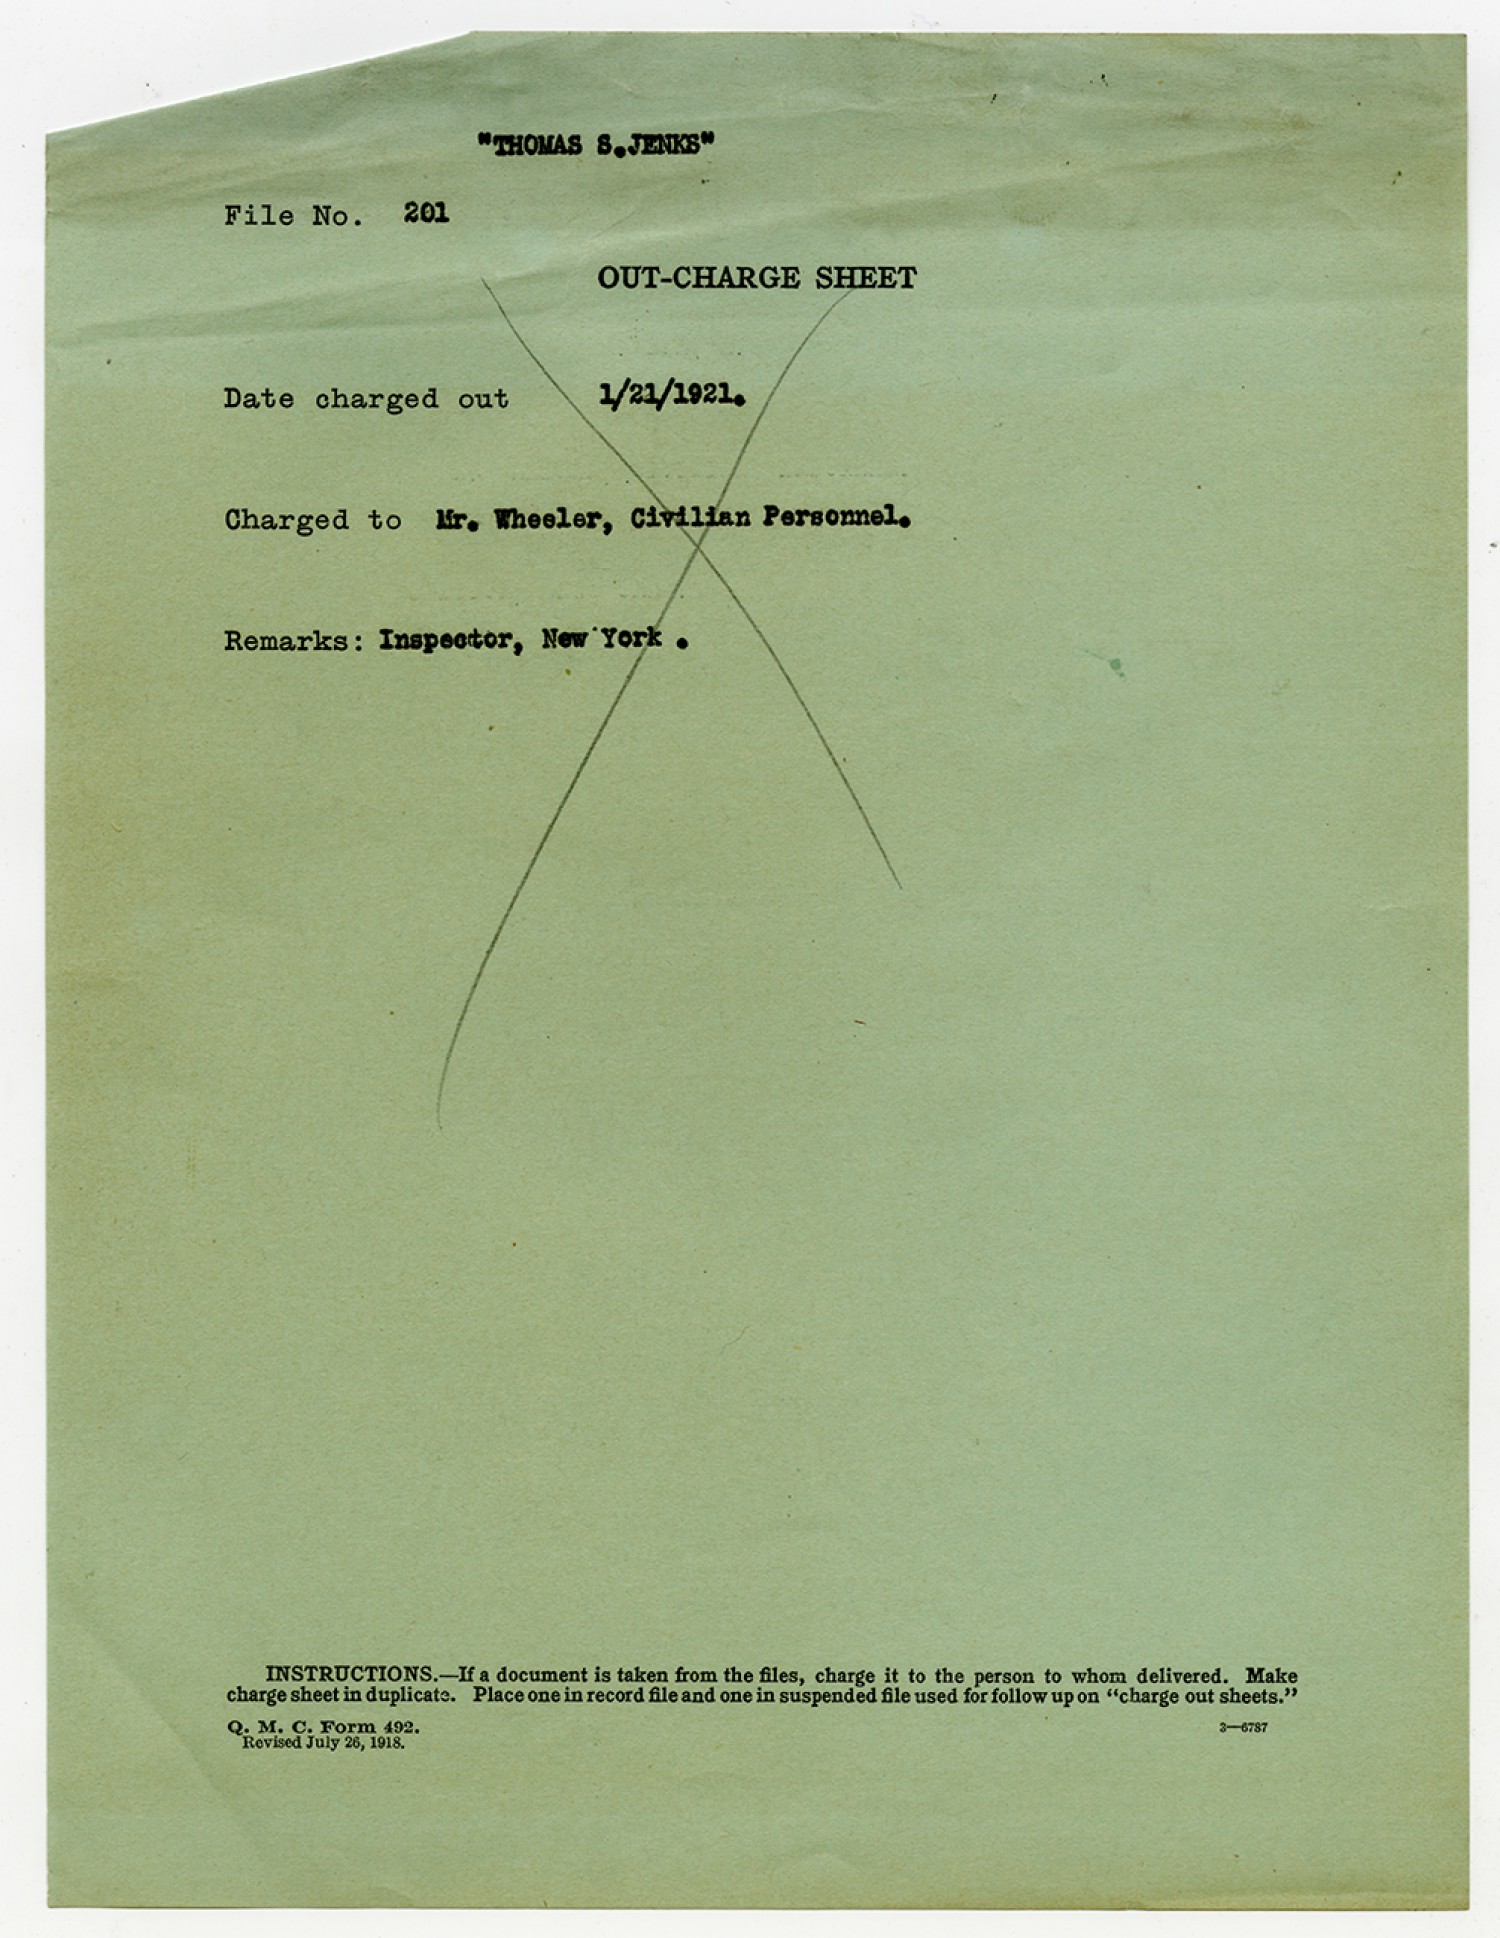 "THOMAS S.JENKS"
File No. 201
OUT-CHARGE SHEET
Date charged out 1/21/1921.
Charged to Mr. Wheeler, Civilian Personnel.
Remarks: Inspector, New York .
INSTRUCTIONS.—If a document is taken from the files, charge it to the person to whom delivered. Make
charge sheet in duplicate. Place one in record file and one in suspended file used for follow up on “charge out sheets.”
Q. M. C. Form 492.
Revised July 26, 1918.
3—6787